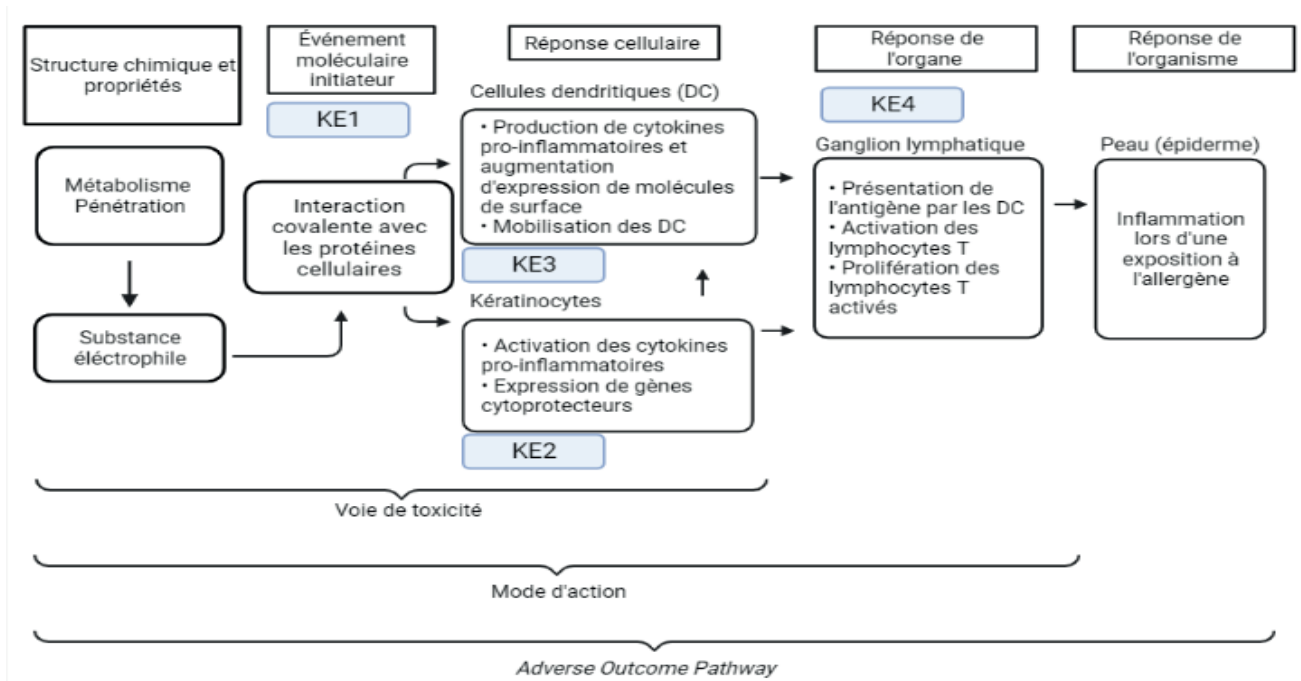 Structure chimique et
propriétés
Événement
moléculaire
initiateur
KE1
Réponse cellulaire
Réponse de
l'organe
KE4
Réponse de
l'organisme
Métabolisme
Pénétration
Substance
éléctrophile
Interaction
covalente avec
les protéines
cellulaires
Cellules dendritiques (DC)
• Production de cytokines
pro-inflammatoires et
augmentation
d'expression de molécules
de surface
• Mobilisation des DC
KE3
Kératinocytes
• Activation des cytokines
pro-inflammatoires
• Expression de gènes
cytoprotecteurs
KE2
Ganglion lymphatique
• Présentation de
l'antigène par les DC
• Activation des
lymphocytes T
• Prolifération des
lymphocytes T
activés
Peau (épiderme)
Inflammation
lors d'une
exposition à
l'allergène
Voie de toxicité
Mode d'action
Adverse Outcome Pathway